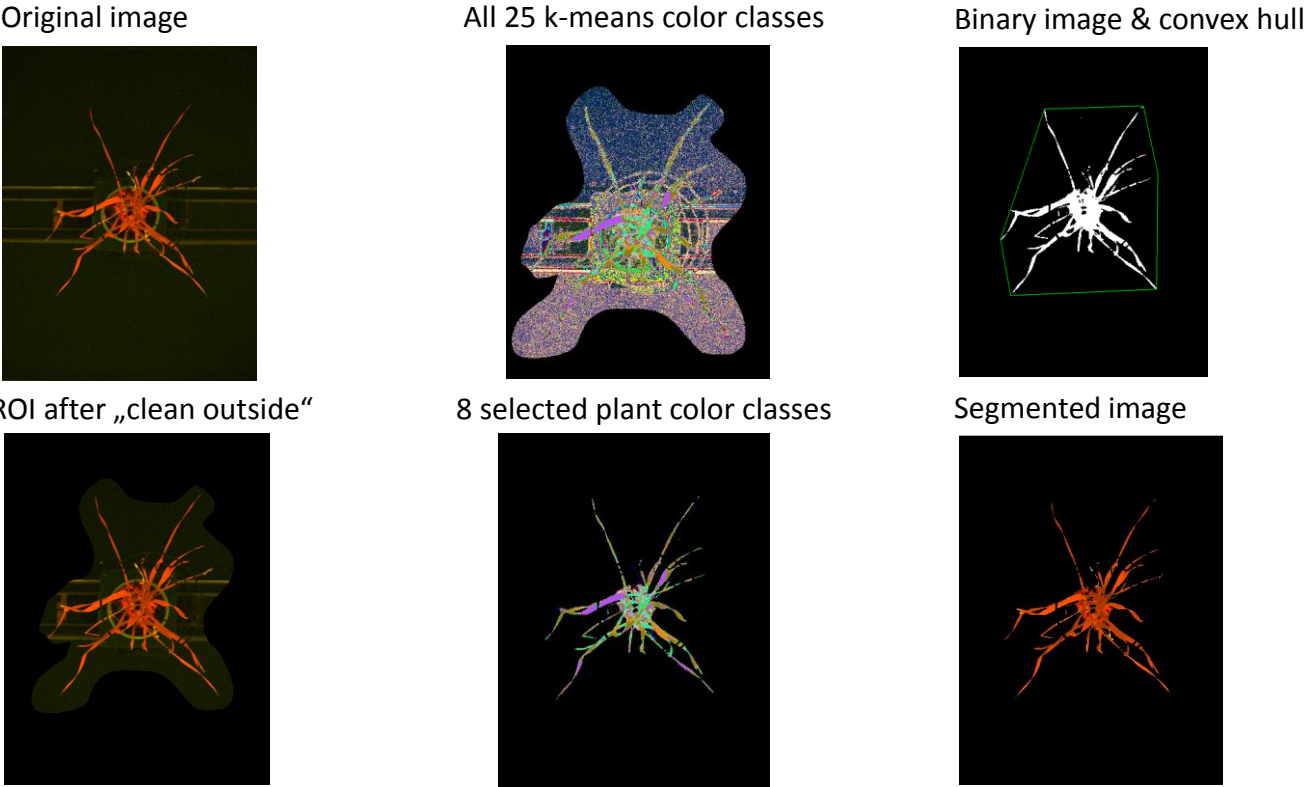 Original image
All 25 k-means color classes
Binary image & convex hull
ROI after „clean outside“
8 selected plant color classes
Segmented image